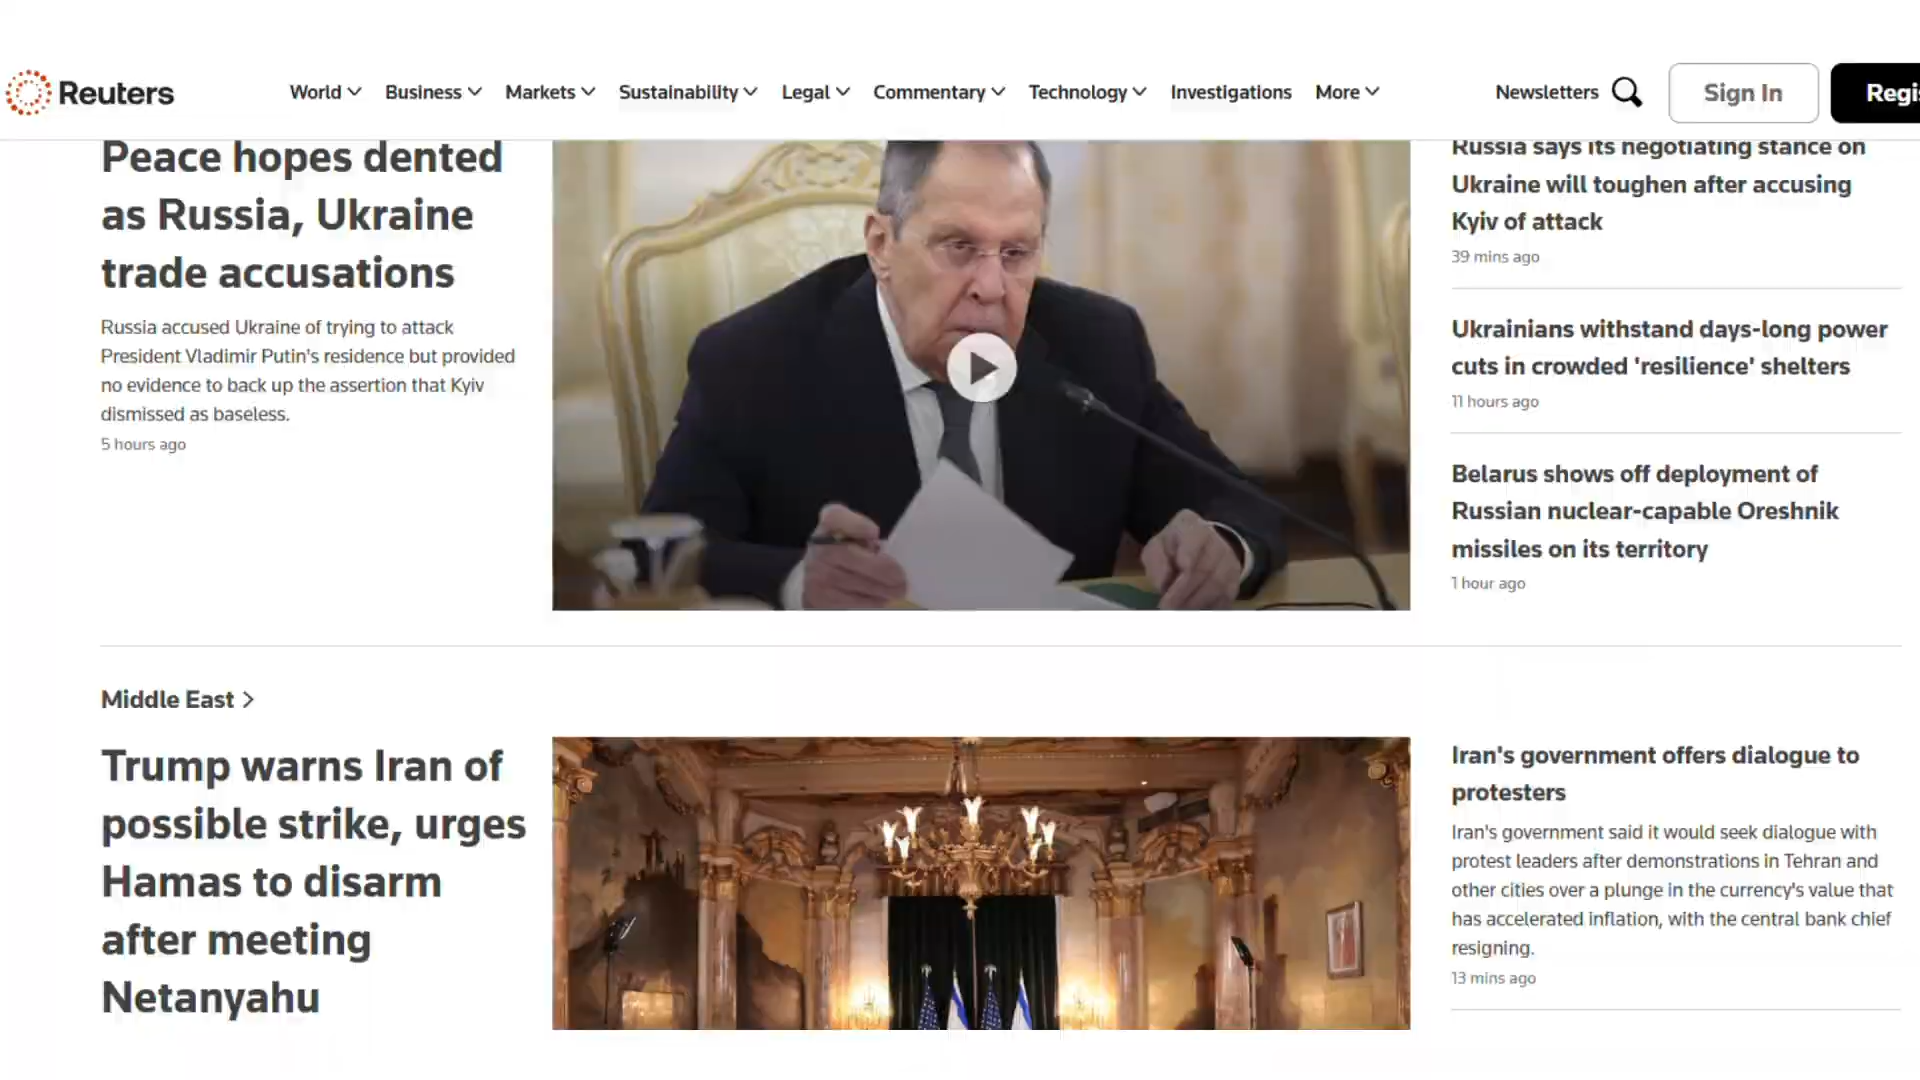 Reuters
World
Business
Markets
Sustainability
Legal
Commentary
Technology
Investigations
More
Newsletters
Sign In
Regi
Peace hopes dented
as Russia, Ukraine
trade accusations
Russia accused Ukraine of trying to attack
President Vladimir Putin's residence but provided
no evidence to back up the assertion that Kyiv
dismissed as baseless.
5 hours ago
Russia says its negotiating stance on
Ukraine will toughen after accusing
Kyiv of attack
39 mins ago
Ukrainians withstand days-long power
cuts in crowded 'resilience' shelters
11 hours ago
Belarus shows off deployment of
Russian nuclear-capable Oreshnik
missiles on its territory
1 hour ago
Middle East >
Trump warns Iran of
possible strike, urges
Hamas to disarm
after meeting
Netanyahu
Iran's government offers dialogue to
protesters
Iran's government said it would seek dialogue with
protest leaders after demonstrations in Tehran and
other cities over a plunge in the currency's value that
has accelerated inflation, with the central bank chief
resigning.
13 mins ago